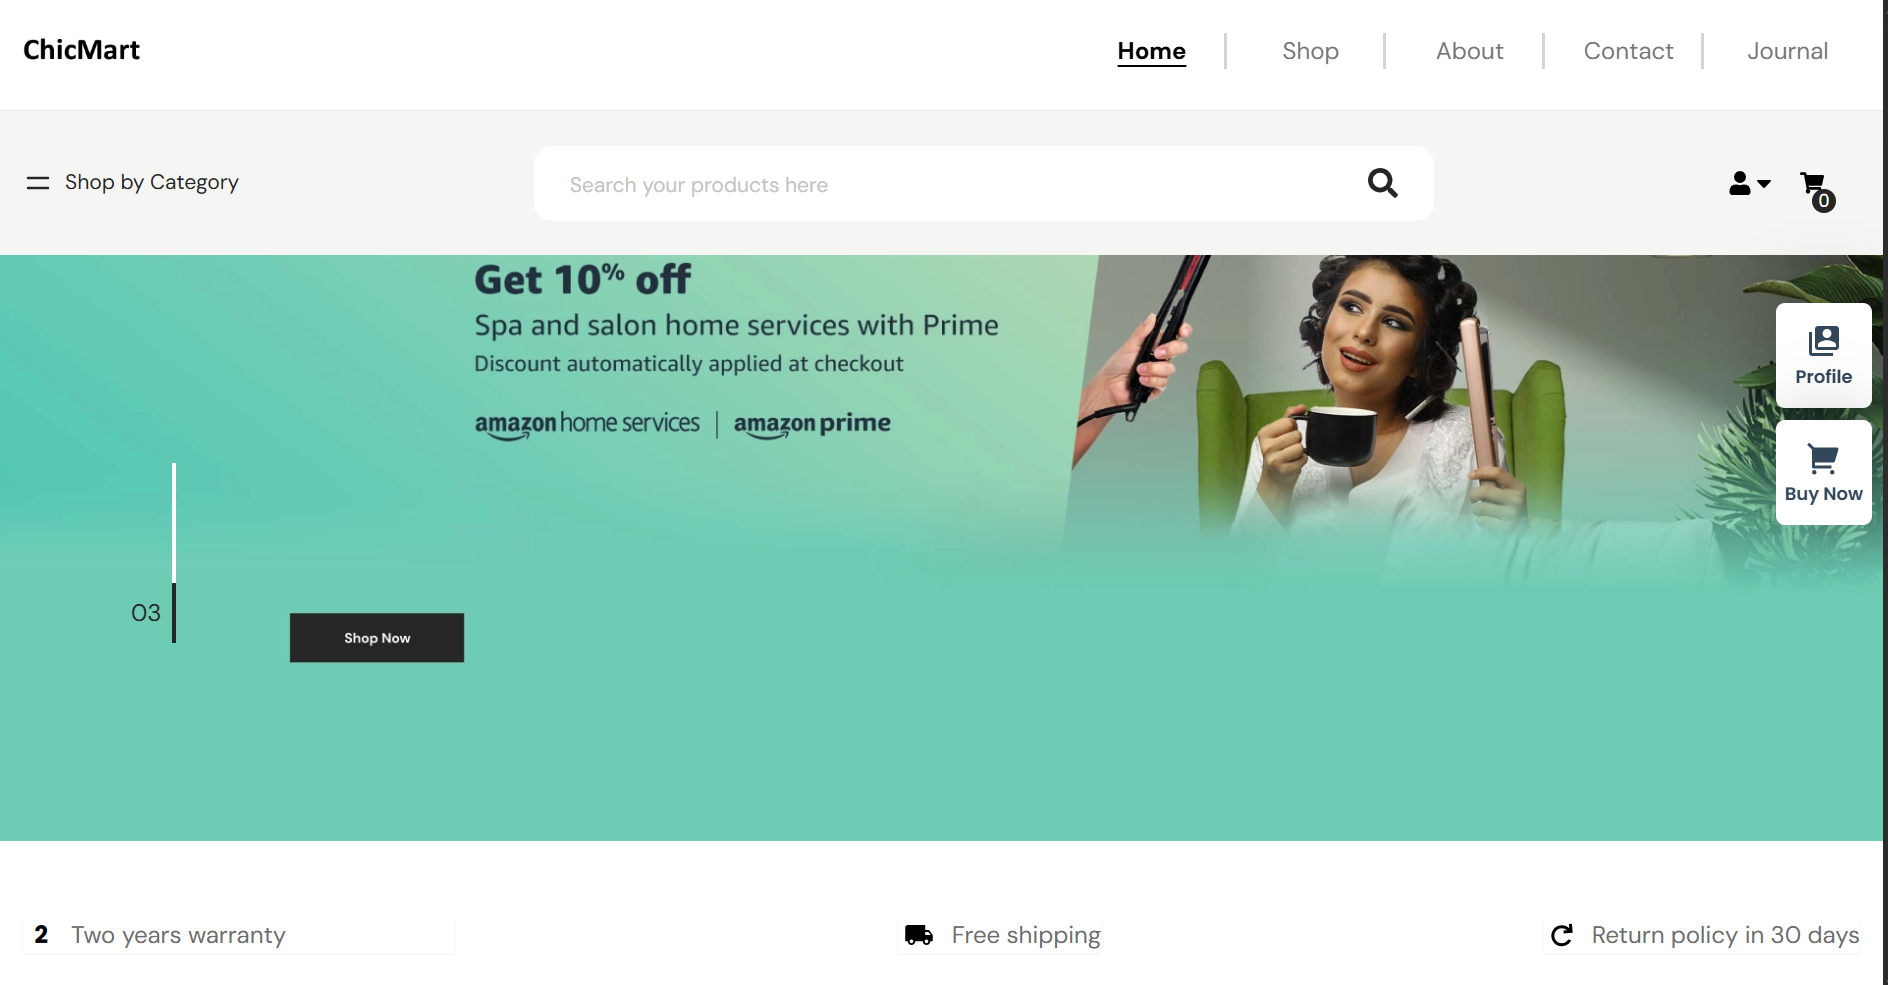 ChicMart
Home
Shop
About
Contact
Journal
Shop by Category
Search your products here
0
Get 10% off
Spa and salon home services with Prime
Discount automatically applied at checkout
amazon home services | amazon prime
Profile
Buy Now
03
Shop Now
2 Two years warranty
Free shipping
Return policy in 30 days